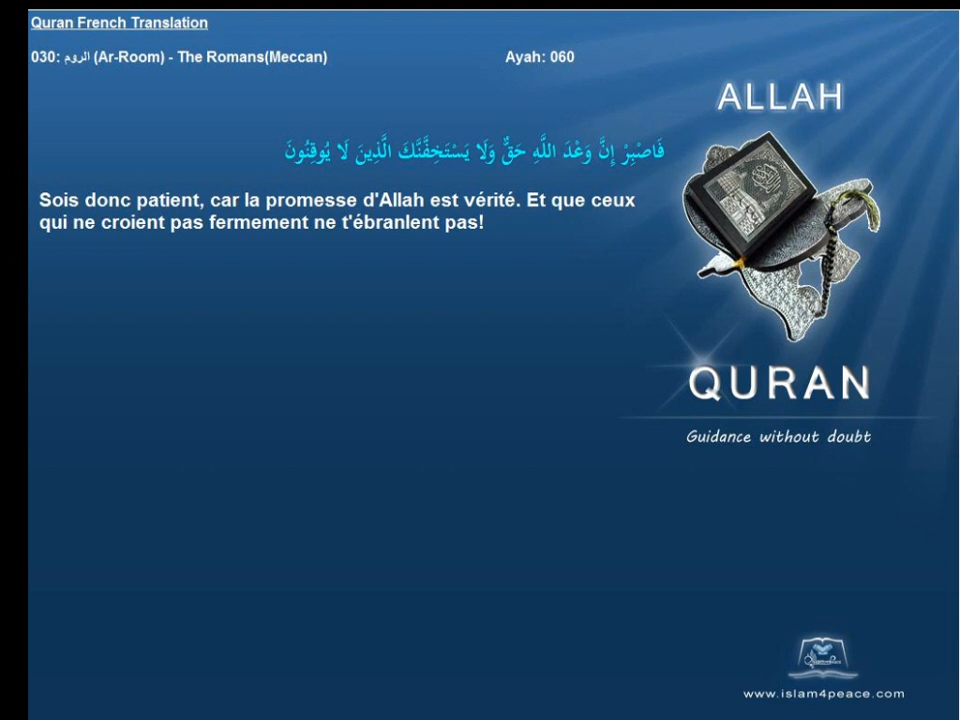 Quran French Translation
030: الروم (Ar-Room) - The Romans(Meccan) Ayah: 060
ALLAH
فَاصْبِرْ إِنَّ وَعْدَ اللَّهِ حَقٌّ وَلَا يَسْتَخِفَّنَّكَ الَّذِينَ لَا يُوقِنُونَ
Sois donc patient, car la promesse d'Allah est vérité. Et que ceux
qui ne croient pas fermement ne t'ébranlent pas!
QURAN
Guidance without doubt
www.islam4peace.com